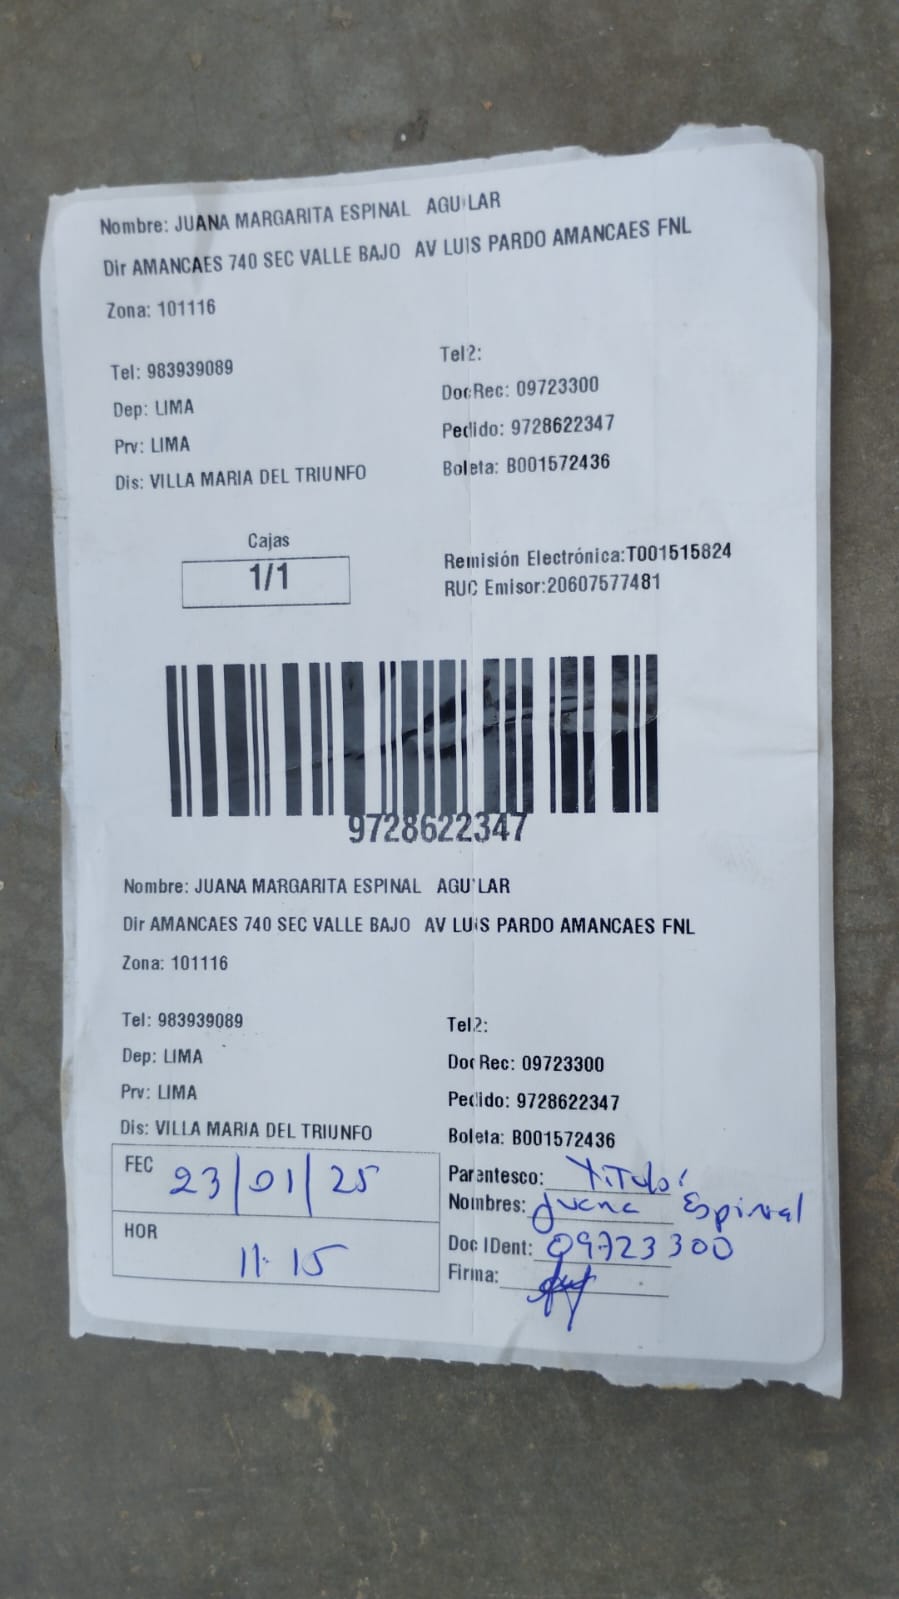 Nombre: JUANA MARGARITA ESPINAL AGUILAR
Dir AMANCAES 740 SEC VALLE BAJO AV LUIS PARDO AMANCAES FNL
Zona: 101116
Tel: 983939089
Tel2:
Dep: LIMA
DocRec: 09723300
Prv: LIMA
Pedido: 9728622347
Dis: VILLA MARIA DEL TRIUNFO
Boleta: B001572436
Cajas
1/1
Remisión Electrónica:T001515824
RUC Emisor:20607577481
9728622347
Nombre: JUANA MARGARITA ESPINAL AGUILAR
Dir AMANCAES 740 SEC VALLE BAJO AV LUIS PARDO AMANCAES FNL
Zona: 101116
Tel: 983939089
Tel2:
Dep: LIMA
DocRec: 09723300
Prv: LIMA
Pedido: 9728622347
Dis: VILLA MARIA DEL TRIUNFO
Boleta: B001572436
FEC 23/01/25
HOR 11:15
Parentesco:
Nombres: Juana Espinal
Doc IDent: 09723300
Firma: